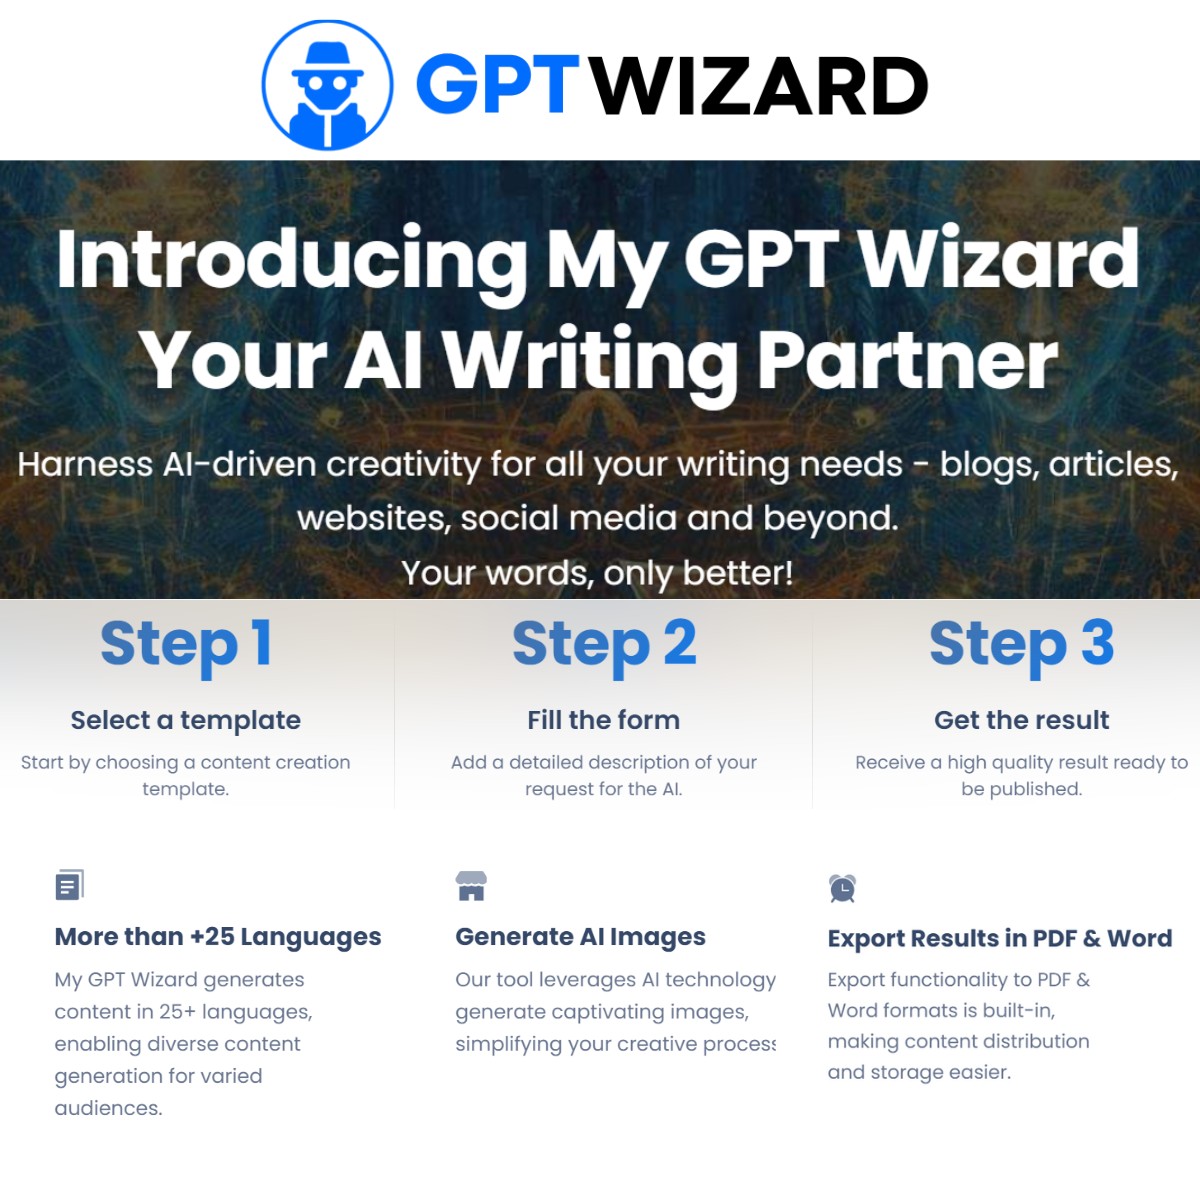 GPT WIZARD
Introducing My GPT Wizard
Your AI Writing Partner
Harness AI-driven creativity for all your writing needs - blogs, articles,
websites, social media and beyond.
Your words, only better!
Step 1
Select a template
Start by choosing a content creation
template.
Step 2
Fill the form
Add a detailed description of your
request for the AI.
Step 3
Get the result
Receive a high quality result ready to
be published.
More than +25 Languages
My GPT Wizard generates
content in 25+ languages,
enabling diverse content
generation for varied
audiences.
Generate AI Images
Our tool leverages AI technology
generate captivating images,
simplifying your creative process
Export Results in PDF & Word
Export functionality to PDF &
Word formats is built-in,
making content distribution
and storage easier.